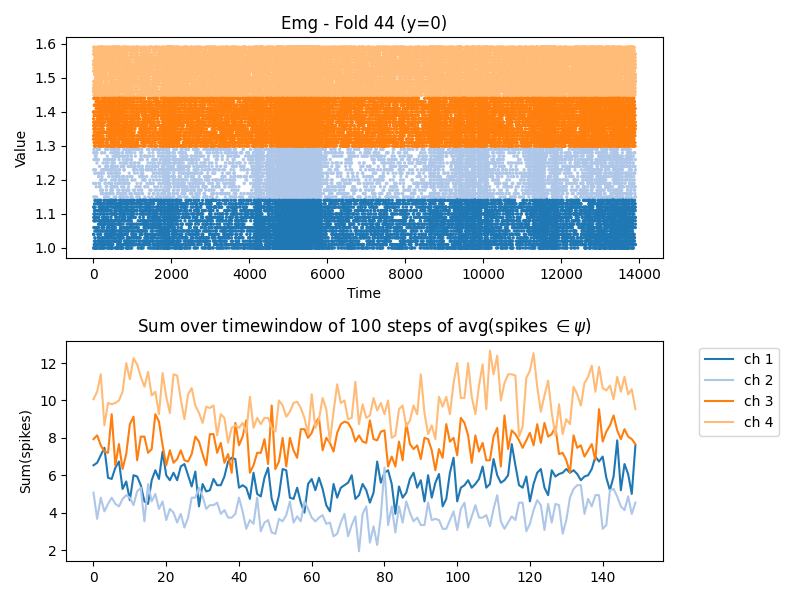 Emg - Fold 44 (y=0)
1.6
1.5
1.4
1.3
1.2
1.1
1.0
Value
0 2000 4000 6000 8000 10000 12000 14000
Time
Sum over timewindow of 100 steps of avg(spikes ∈ ψ)
12
10
8
6
4
2
Sum(spikes)
0 20 40 60 80 100 120 140
ch 1
ch 2
ch 3
ch 4